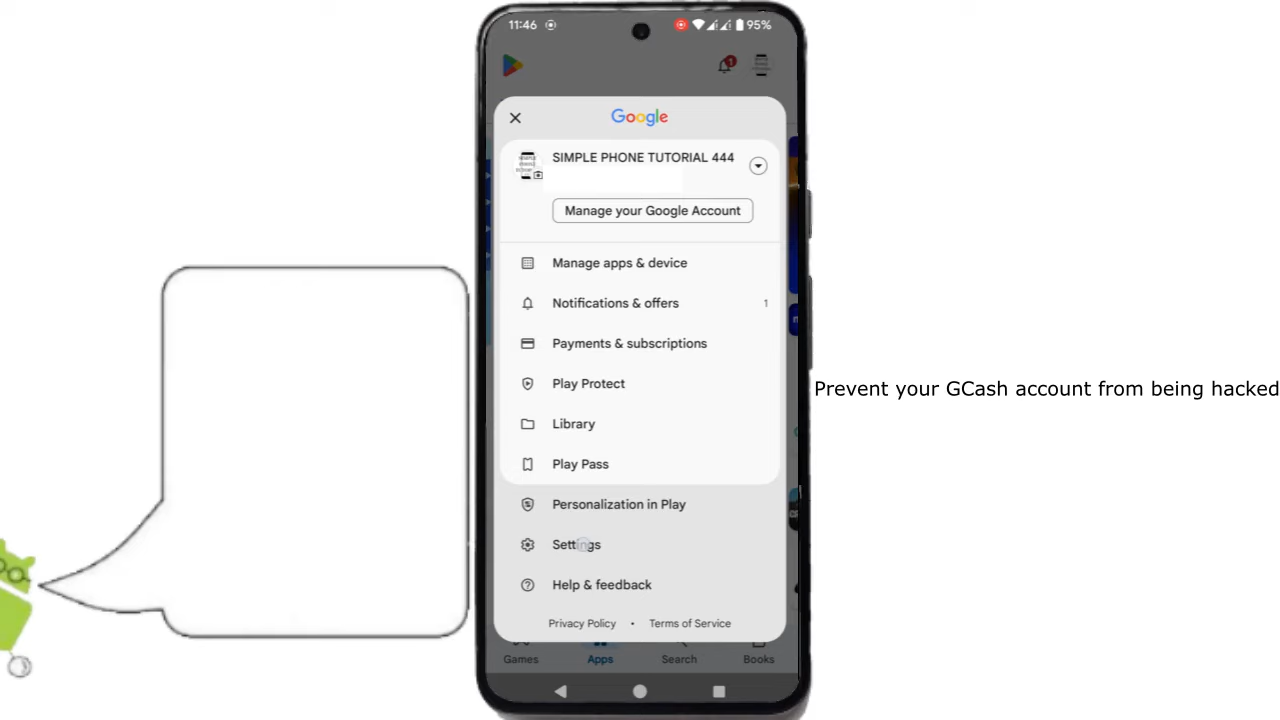 11:46
95%
1
Google
SIMPLE PHONE TUTORIAL 444
Manage your Google Account
Manage apps & device
Notifications & offers 1
Payments & subscriptions
Play Protect
Library
Play Pass
Personalization in Play
Settings
Help & feedback
Privacy Policy • Terms of Service
Games Apps Search Books
Prevent your GCash account from being hacked